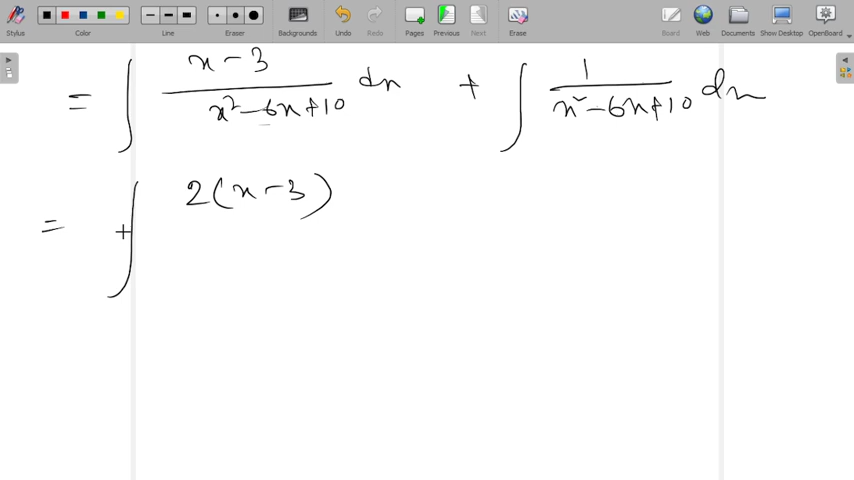 Stylus Color Line Eraser Backgrounds Undo Redo Pages Previous Next Erase Board Web Documents Show Desktop OpenBoard
= ∫ (x - 3)/(x² - 6x + 10) dx + ∫ 1/(x² - 6x + 10) dx
= ∫ 2(x - 3)